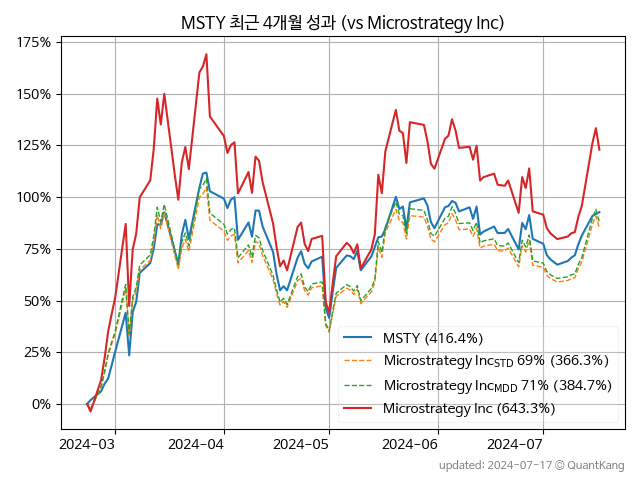 MSTY 최근 4개월 성과 (vs Microstrategy Inc)
175%
150%
125%
100%
75%
50%
25%
0%
MSTY (416.4%)
Microstrategy Inc_STD 69% (366.3%)
Microstrategy Inc_MDD 71% (384.7%)
Microstrategy Inc (643.3%)
2024-03 2024-04 2024-05 2024-06 2024-07
updated: 2024-07-17 © QuantKang